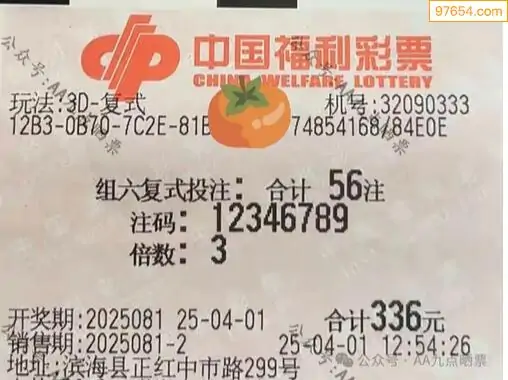 97654.com
中国福利彩票
CHINA WELFARE LOTTERY
玩法:3D-复式 机号:32090333
12B3-0B70-7C2E-81B 74854168/84E0E
组六复式投注: 合计 56注
注码: 12346789
倍数: 3
开奖期:2025081 25-04-01 合计336元
销售期:2025081-2 25-04-01 12:54:26
地址:滨海县正红中市路299号
公众号·AA九点晒票